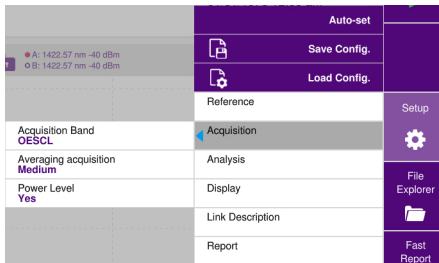 Auto-set
A: 1422.57 nm -40 dBm
B: 1422.57 nm -40 dBm
Save Config.
Load Config.
Reference
Acquisition
Analysis
Display
Link Description
Report
Acquisition Band
OESCL
Averaging acquisition
Medium
Power Level
Yes
Setup
File
Explorer
Fast
Report